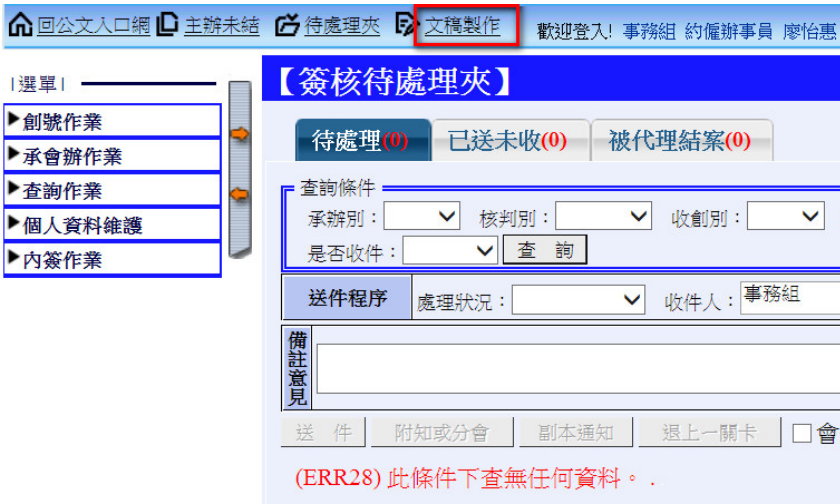 回公文入口網 主辦未結 待處理夾 文稿製作 歡迎登入! 事務組 約僱辦事員 廖怡惠
|選單|
【簽核待處理夾】
創號作業
承會辦作業
查詢作業
個人資料維護
內簽作業
待處理(0) 已送未收(0) 被代理結案(0)
查詢條件
承辦別： 核判別： 收創別：
是否收件： 查 詢
送件程序 處理狀況： 收件人：事務組
備註意見
送 件 附知或分會 副本通知 退上一關卡 會
(ERR28) 此條件下查無任何資料。.